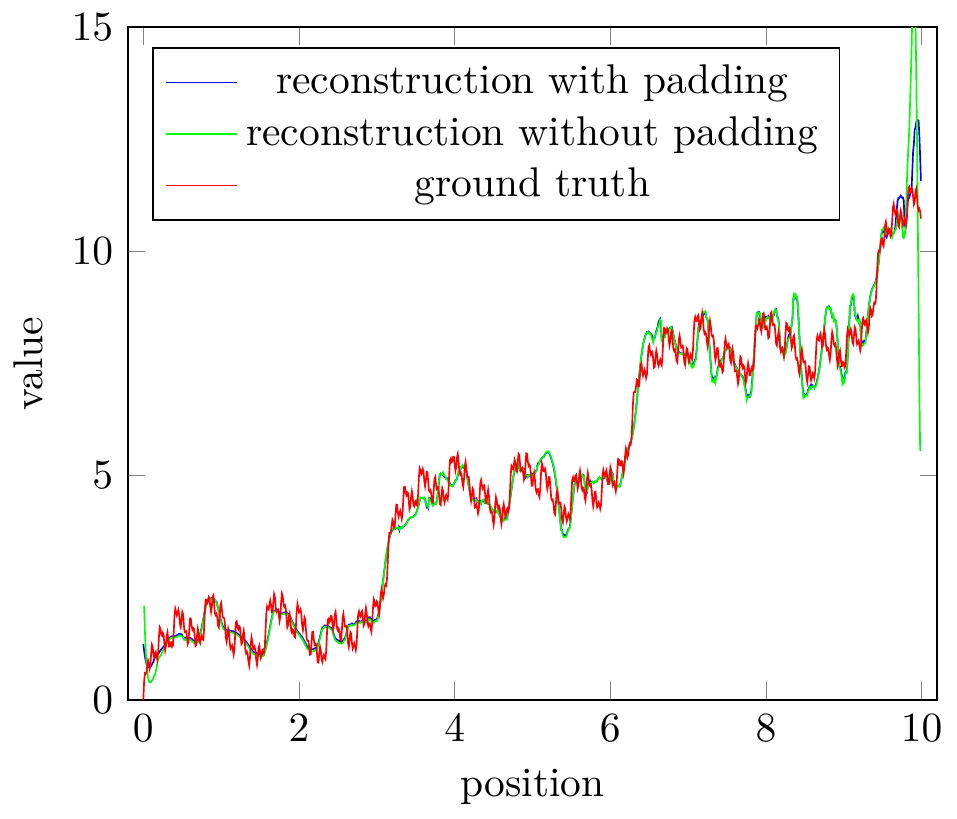 15
reconstruction with padding
reconstruction without padding
ground truth
10
value
5
0
0 2 4 6 8 10
position